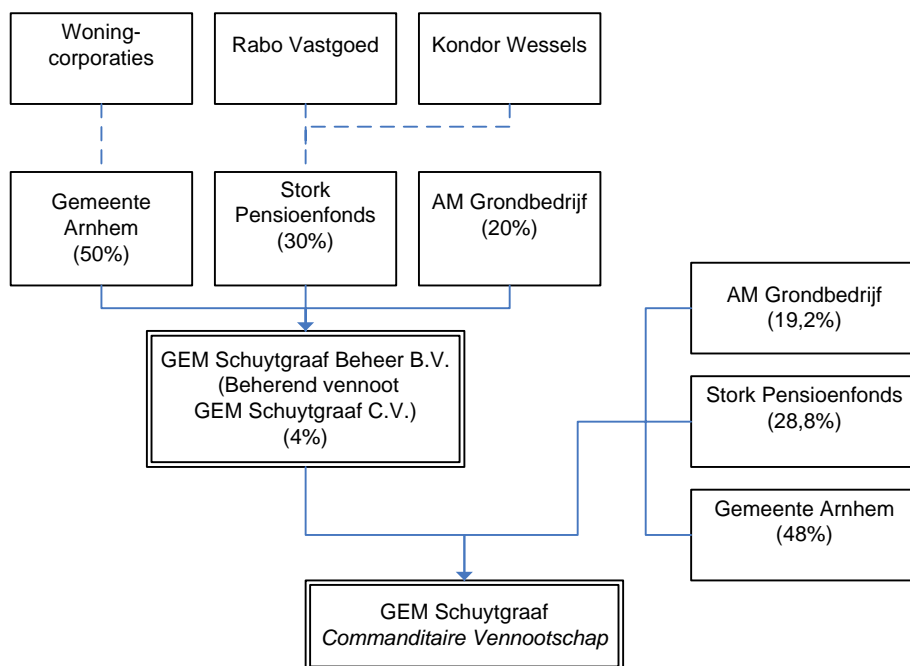 Woning-
corporaties
Rabo Vastgoed
Kondor Wessels
Gemeente
Arnhem
(50%)
Stork
Pensioenfonds
(30%)
AM Grondbedrijf
(20%)
AM Grondbedrijf
(19,2%)
GEM Schuytgraaf Beheer B.V.
(Beherend vennoot
GEM Schuytgraaf C.V.)
(4%)
Stork Pensioenfonds
(28,8%)
Gemeente Arnhem
(48%)
GEM Schuytgraaf
Commanditaire Vennootschap